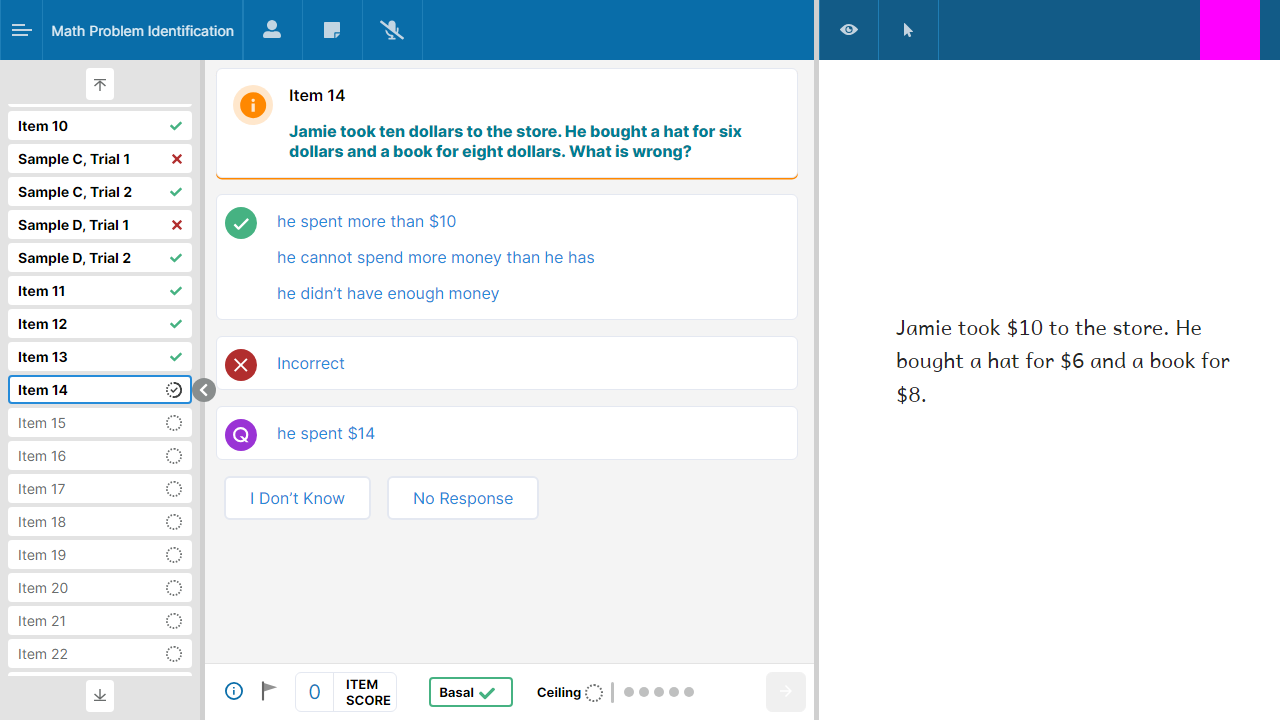 Math Problem Identification
Item 10
Sample C, Trial 1
Sample C, Trial 2
Sample D, Trial 1
Sample D, Trial 2
Item 11
Item 12
Item 13
Item 14
Item 15
Item 16
Item 17
Item 18
Item 19
Item 20
Item 21
Item 22
Item 14
Jamie took ten dollars to the store. He bought a hat for six
dollars and a book for eight dollars. What is wrong?
he spent more than $10
he cannot spend more money than he has
he didn’t have enough money
Incorrect
Q he spent $14
I Don’t Know No Response
0 ITEM
SCORE
Basal Ceiling
Jamie took $10 to the store. He
bought a hat for $6 and a book for
$8.